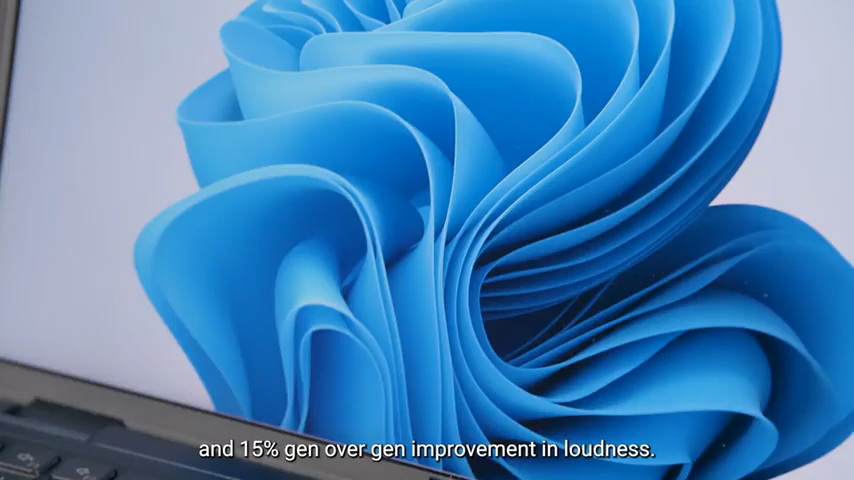 and 15% gen over gen improvement in loudness.